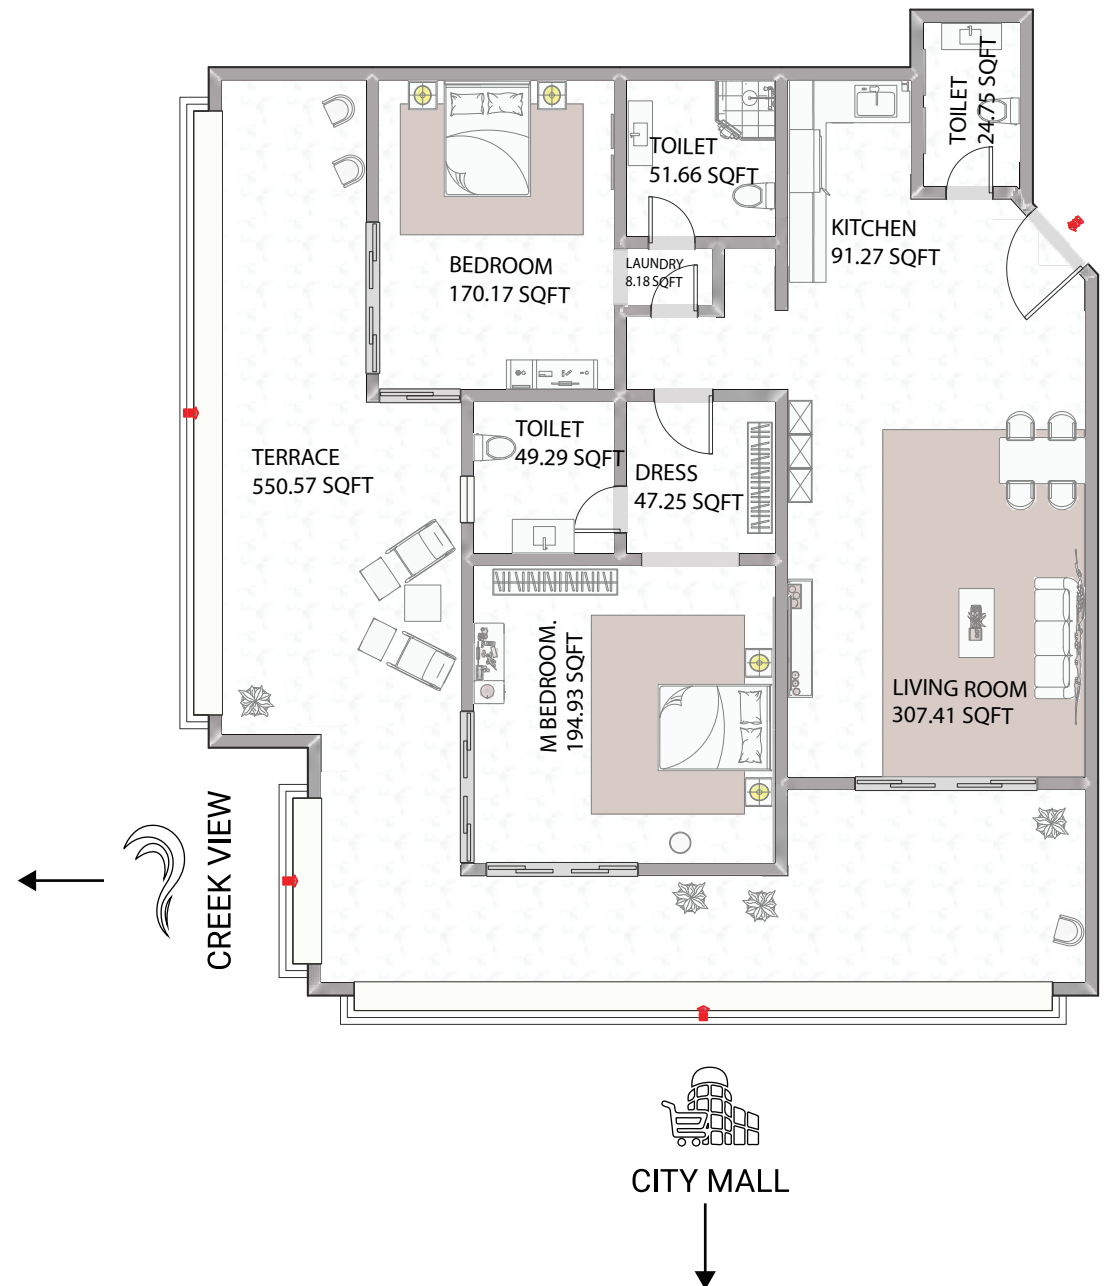 TOILET
24.75 SQFT
TOILET
51.66 SQFT
KITCHEN
91.27 SQFT
BEDROOM
170.17 SQFT
LAUNDRY
8.18 SQFT
TOILET
49.29 SQFT
TERRACE
550.57 SQFT
DRESS
47.25 SQFT
M BEDROOM.
194.93 SQFT
LIVING ROOM
307.41 SQFT
CREEK VIEW
CITY MALL